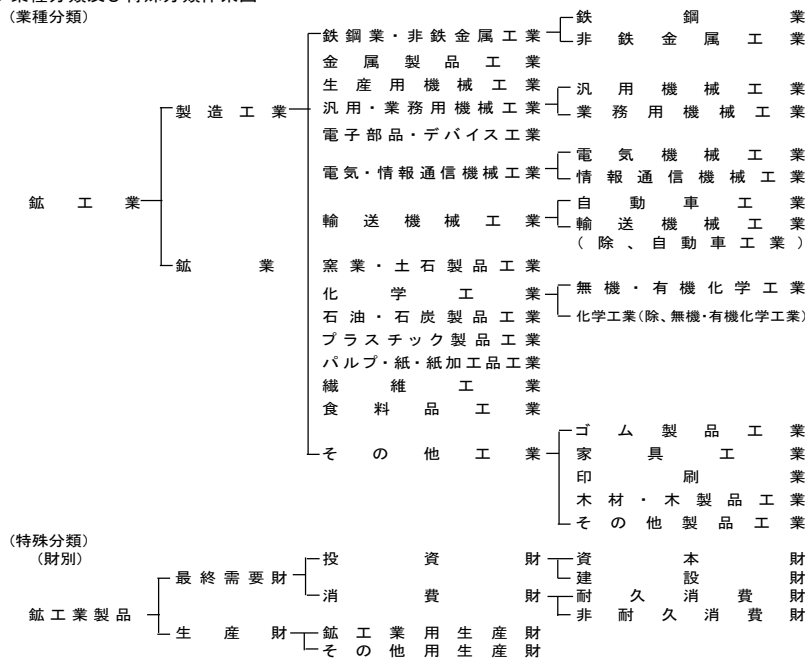 業種分類及び特殊分類体系図
(業種分類)
鉄鋼業
鉄鋼業・非鉄金属工業
非鉄金属工業
金属製品工業
生産用機械工業
汎用機械工業
製造工業
汎用・業務用機械工業
業務用機械工業
電子部品・デバイス工業
電気機械工業
電気・情報通信機械工業
情報通信機械工業
鉱工業
自動車工業
輸送機械工業
輸送機械工業
(除、自動車工業)
鉱業
窯業・土石製品工業
化学工業
無機・有機化学工業
石油・石炭製品工業
化学工業(除、無機・有機化学工業)
プラスチック製品工業
パルプ・紙・紙加工品工業
繊維工業
食料品工業
ゴム製品工業
その他工業
家具工業
印刷業
木材・木製品工業
その他製品工業
(特殊分類)
(財別)
投資財
資本財
最終需要財
建設財
消費財
耐久消費財
鉱工業製品
非耐久消費財
生産財
鉱工業用生産財
その他用生産財